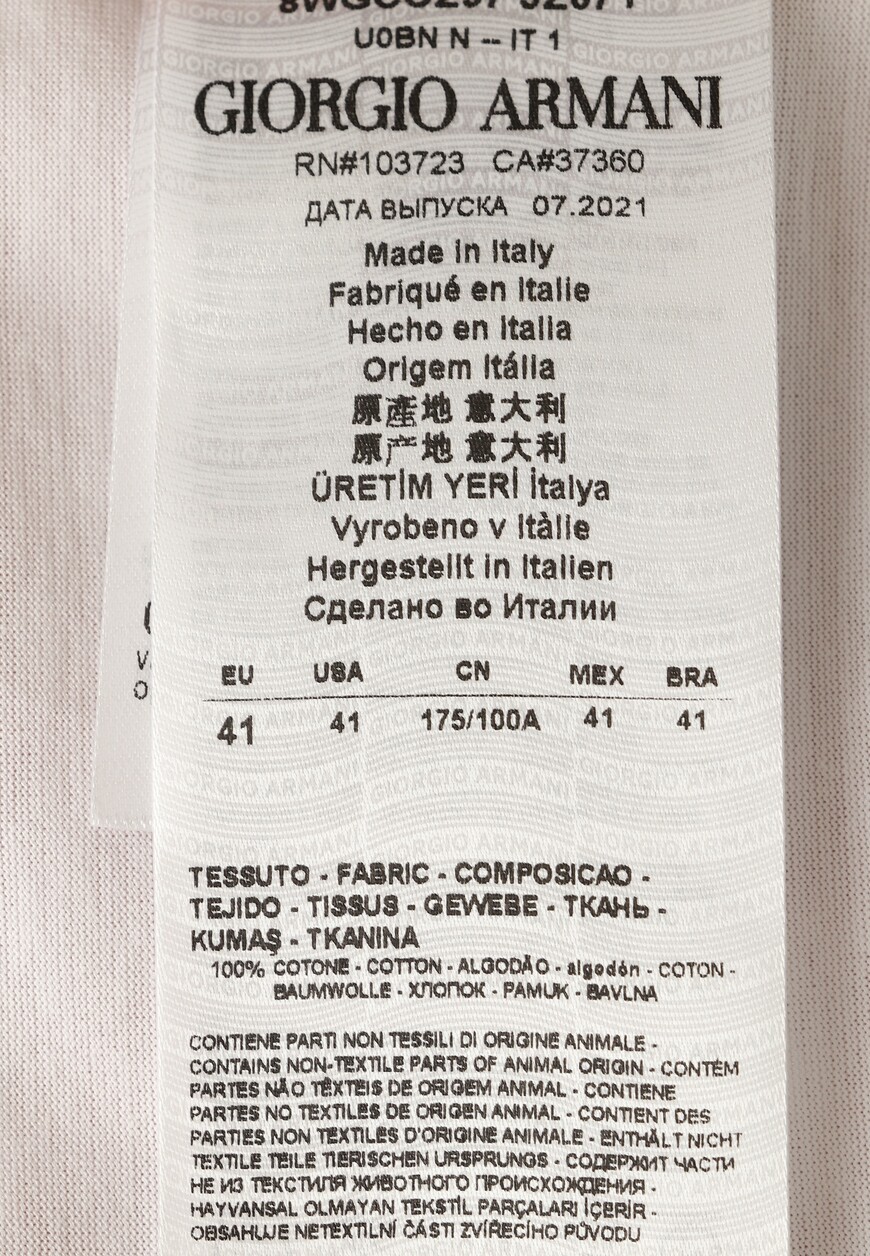 U0BN N -- IT 1
GIORGIO ARMANI
RN#103723 CA#37360
ДАТА ВЫПУСКА 07.2021
Made in Italy
Fabriqué en Italie
Hecho en Italia
Origem Itália
原產地 意大利
原产地 意大利
ÜRETİM YERİ İtalya
Vyrobeno v Itàlie
Hergestellt in Italien
Сделано во Италии
EU USA CN MEX BRA
41 41 175/100A 41 41
TESSUTO - FABRIC - COMPOSICAO -
TEJIDO - TISSUS - GEWEBE - ТКАНЬ -
KUMAŞ - TKANINA
100% COTONE - COTTON - ALGODÃO - algodón - COTON -
BAUMWOLLE - ХЛОПОК - PAMUK - BAVLNA
CONTIENE PARTI NON TESSILI DI ORIGINE ANIMALE -
CONTAINS NON-TEXTILE PARTS OF ANIMAL ORIGIN - CONTÉM
PARTES NÃO TÊXTEIS DE ORIGEM ANIMAL - CONTIENE
PARTES NO TEXTILES DE ORIGEN ANIMAL - CONTIENT DES
PARTIES NON TEXTILES D'ORIGINE ANIMALE - ENTHÄLT NICHT
TEXTILE TEILE TIERISCHEN URSPRUNGS - СОДЕРЖИТ ЧАСТИ
НЕ ИЗ ТЕКСТИЛЯ ЖИВОТНОГО ПРОИСХОЖДЕНИЯ -
HAYVANSAL OLMAYAN TEKSTİL PARÇALARI İÇERİR -
OBSAHUJE NETEXTILNÍ ČÁSTI ZVÍŘECÍHO PŮVODU